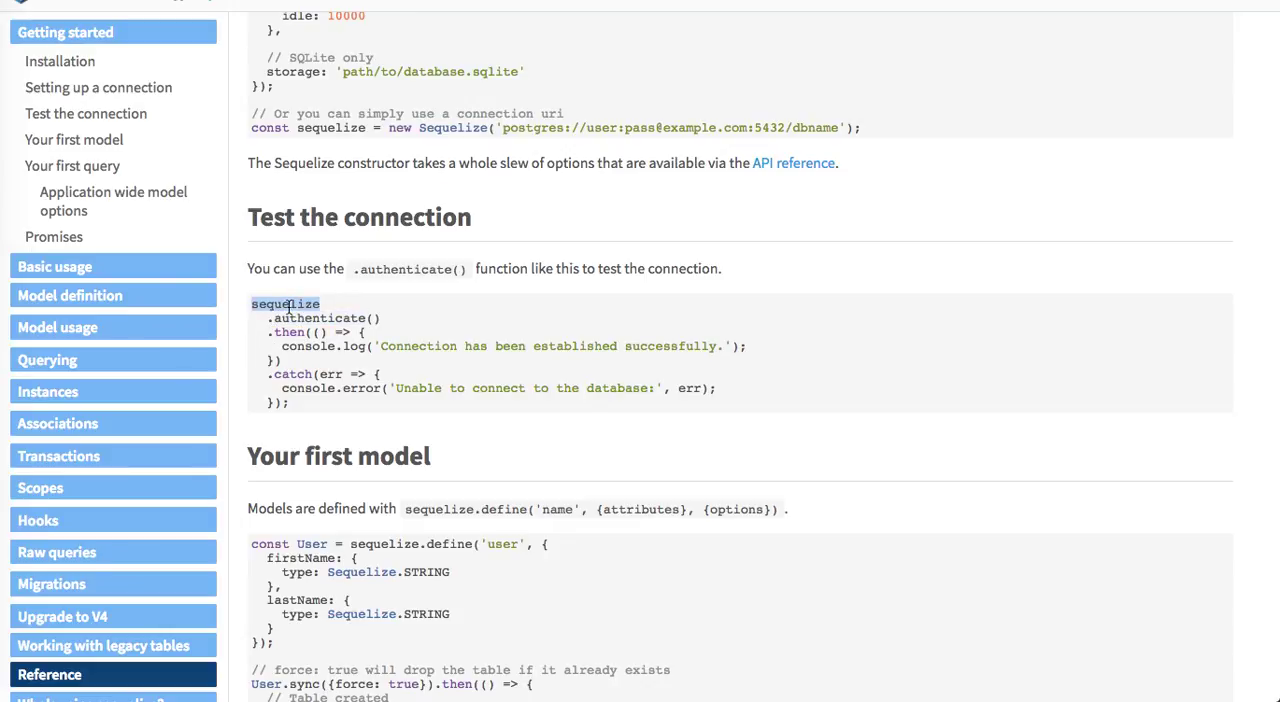 Getting started
Installation
Setting up a connection
Test the connection
Your first model
Your first query
Application wide model
options
Promises
Basic usage
Model definition
Model usage
Querying
Instances
Associations
Transactions
Scopes
Hooks
Raw queries
Migrations
Upgrade to V4
Working with legacy tables
Reference
idle: 10000
},
// SQLite only
storage: 'path/to/database.sqlite'
});
// Or you can simply use a connection uri
const sequelize = new Sequelize('postgres://user:pass@example.com:5432/dbname');
The Sequelize constructor takes a whole slew of options that are available via the API reference.
Test the connection
You can use the .authenticate() function like this to test the connection.
sequelize
.authenticate()
.then(() => {
console.log('Connection has been established successfully.');
})
.catch(err => {
console.error('Unable to connect to the database:', err);
});
Your first model
Models are defined with sequelize.define('name', {attributes}, {options}) .
const User = sequelize.define('user', {
firstName: {
type: Sequelize.STRING
},
lastName: {
type: Sequelize.STRING
}
});
// force: true will drop the table if it already exists
User.sync({force: true}).then(() => {
// Table created